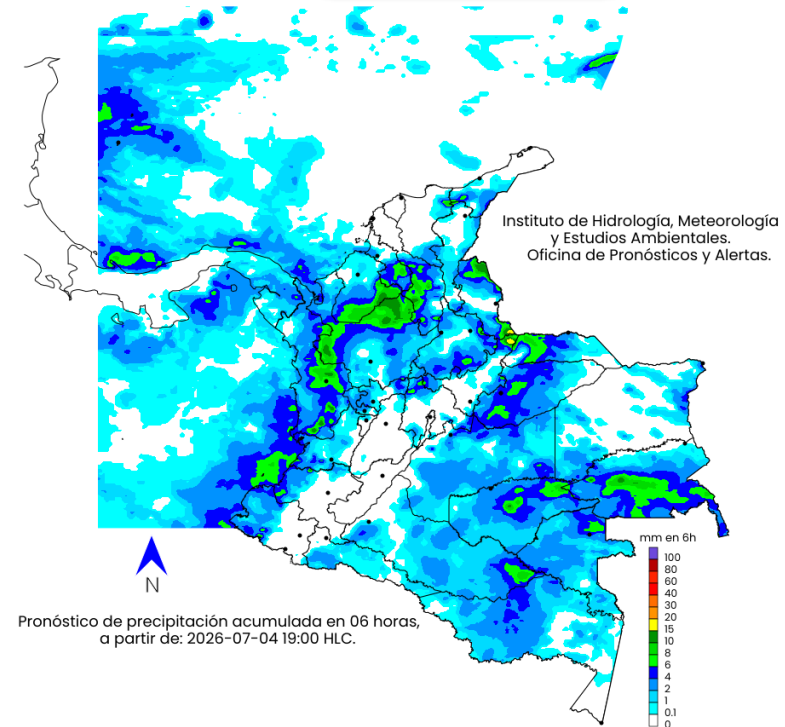 Instituto de Hidrología, Meteorología
y Estudios Ambientales.
Oficina de Pronósticos y Alertas.
N
mm en 6h
100
80
60
40
30
20
15
10
8
6
4
2
1
0.1
0
Pronóstico de precipitación acumulada en 06 horas,
a partir de: 2026-07-04 19:00 HLC.